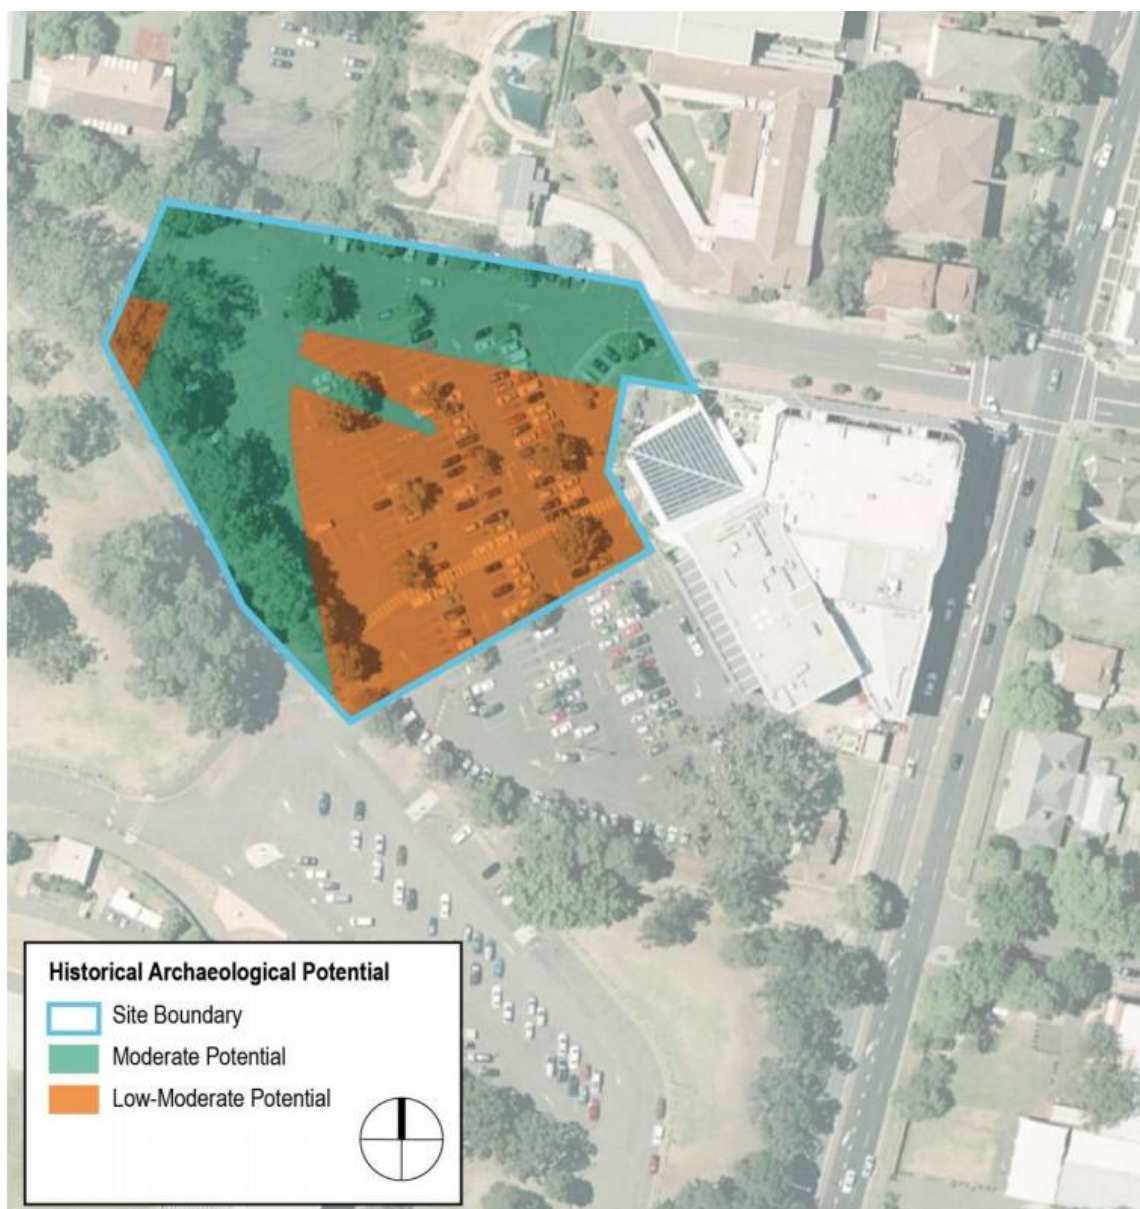 Historical Archaeological Potential
Site Boundary
Moderate Potential
Low-Moderate Potential